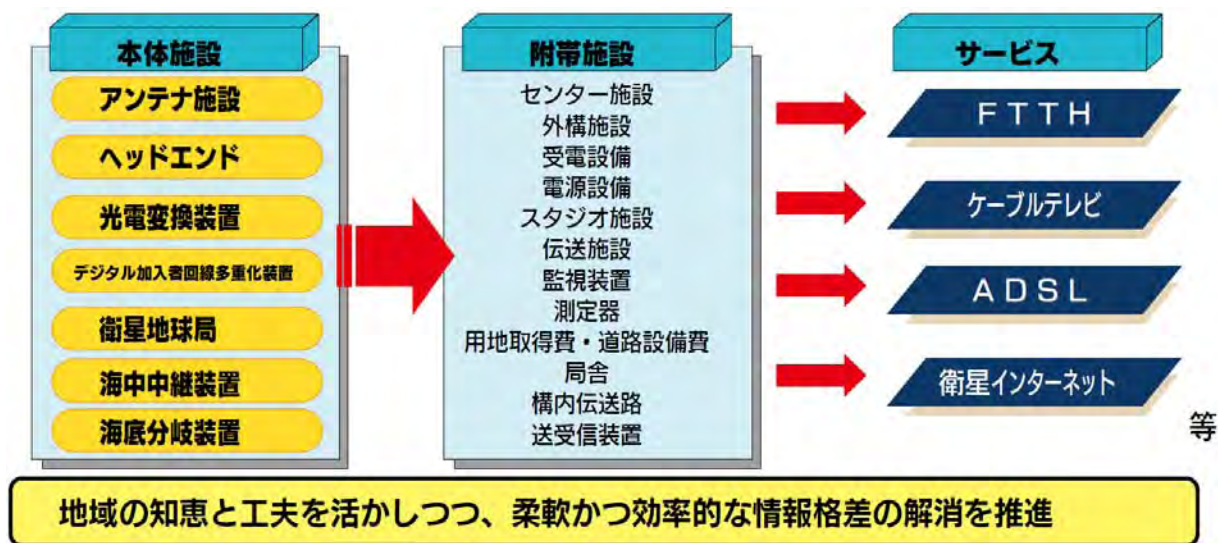 本体施設
アンテナ施設
ヘッドエンド
光電変換装置
デジタル加入者回線多重化装置
衛星地球局
海中中継装置
海底分岐装置
附帯施設
センター施設
外構施設
受電設備
電源設備
スタジオ施設
伝送施設
監視装置
測定器
用地取得費・道路設備費
局舎
構内伝送路
送受信装置
サービス
ＦＴＴＨ
ケーブルテレビ
ＡＤＳＬ
衛星インターネット
等
地域の知恵と工夫を活かしつつ、柔軟かつ効率的な情報格差の解消を推進